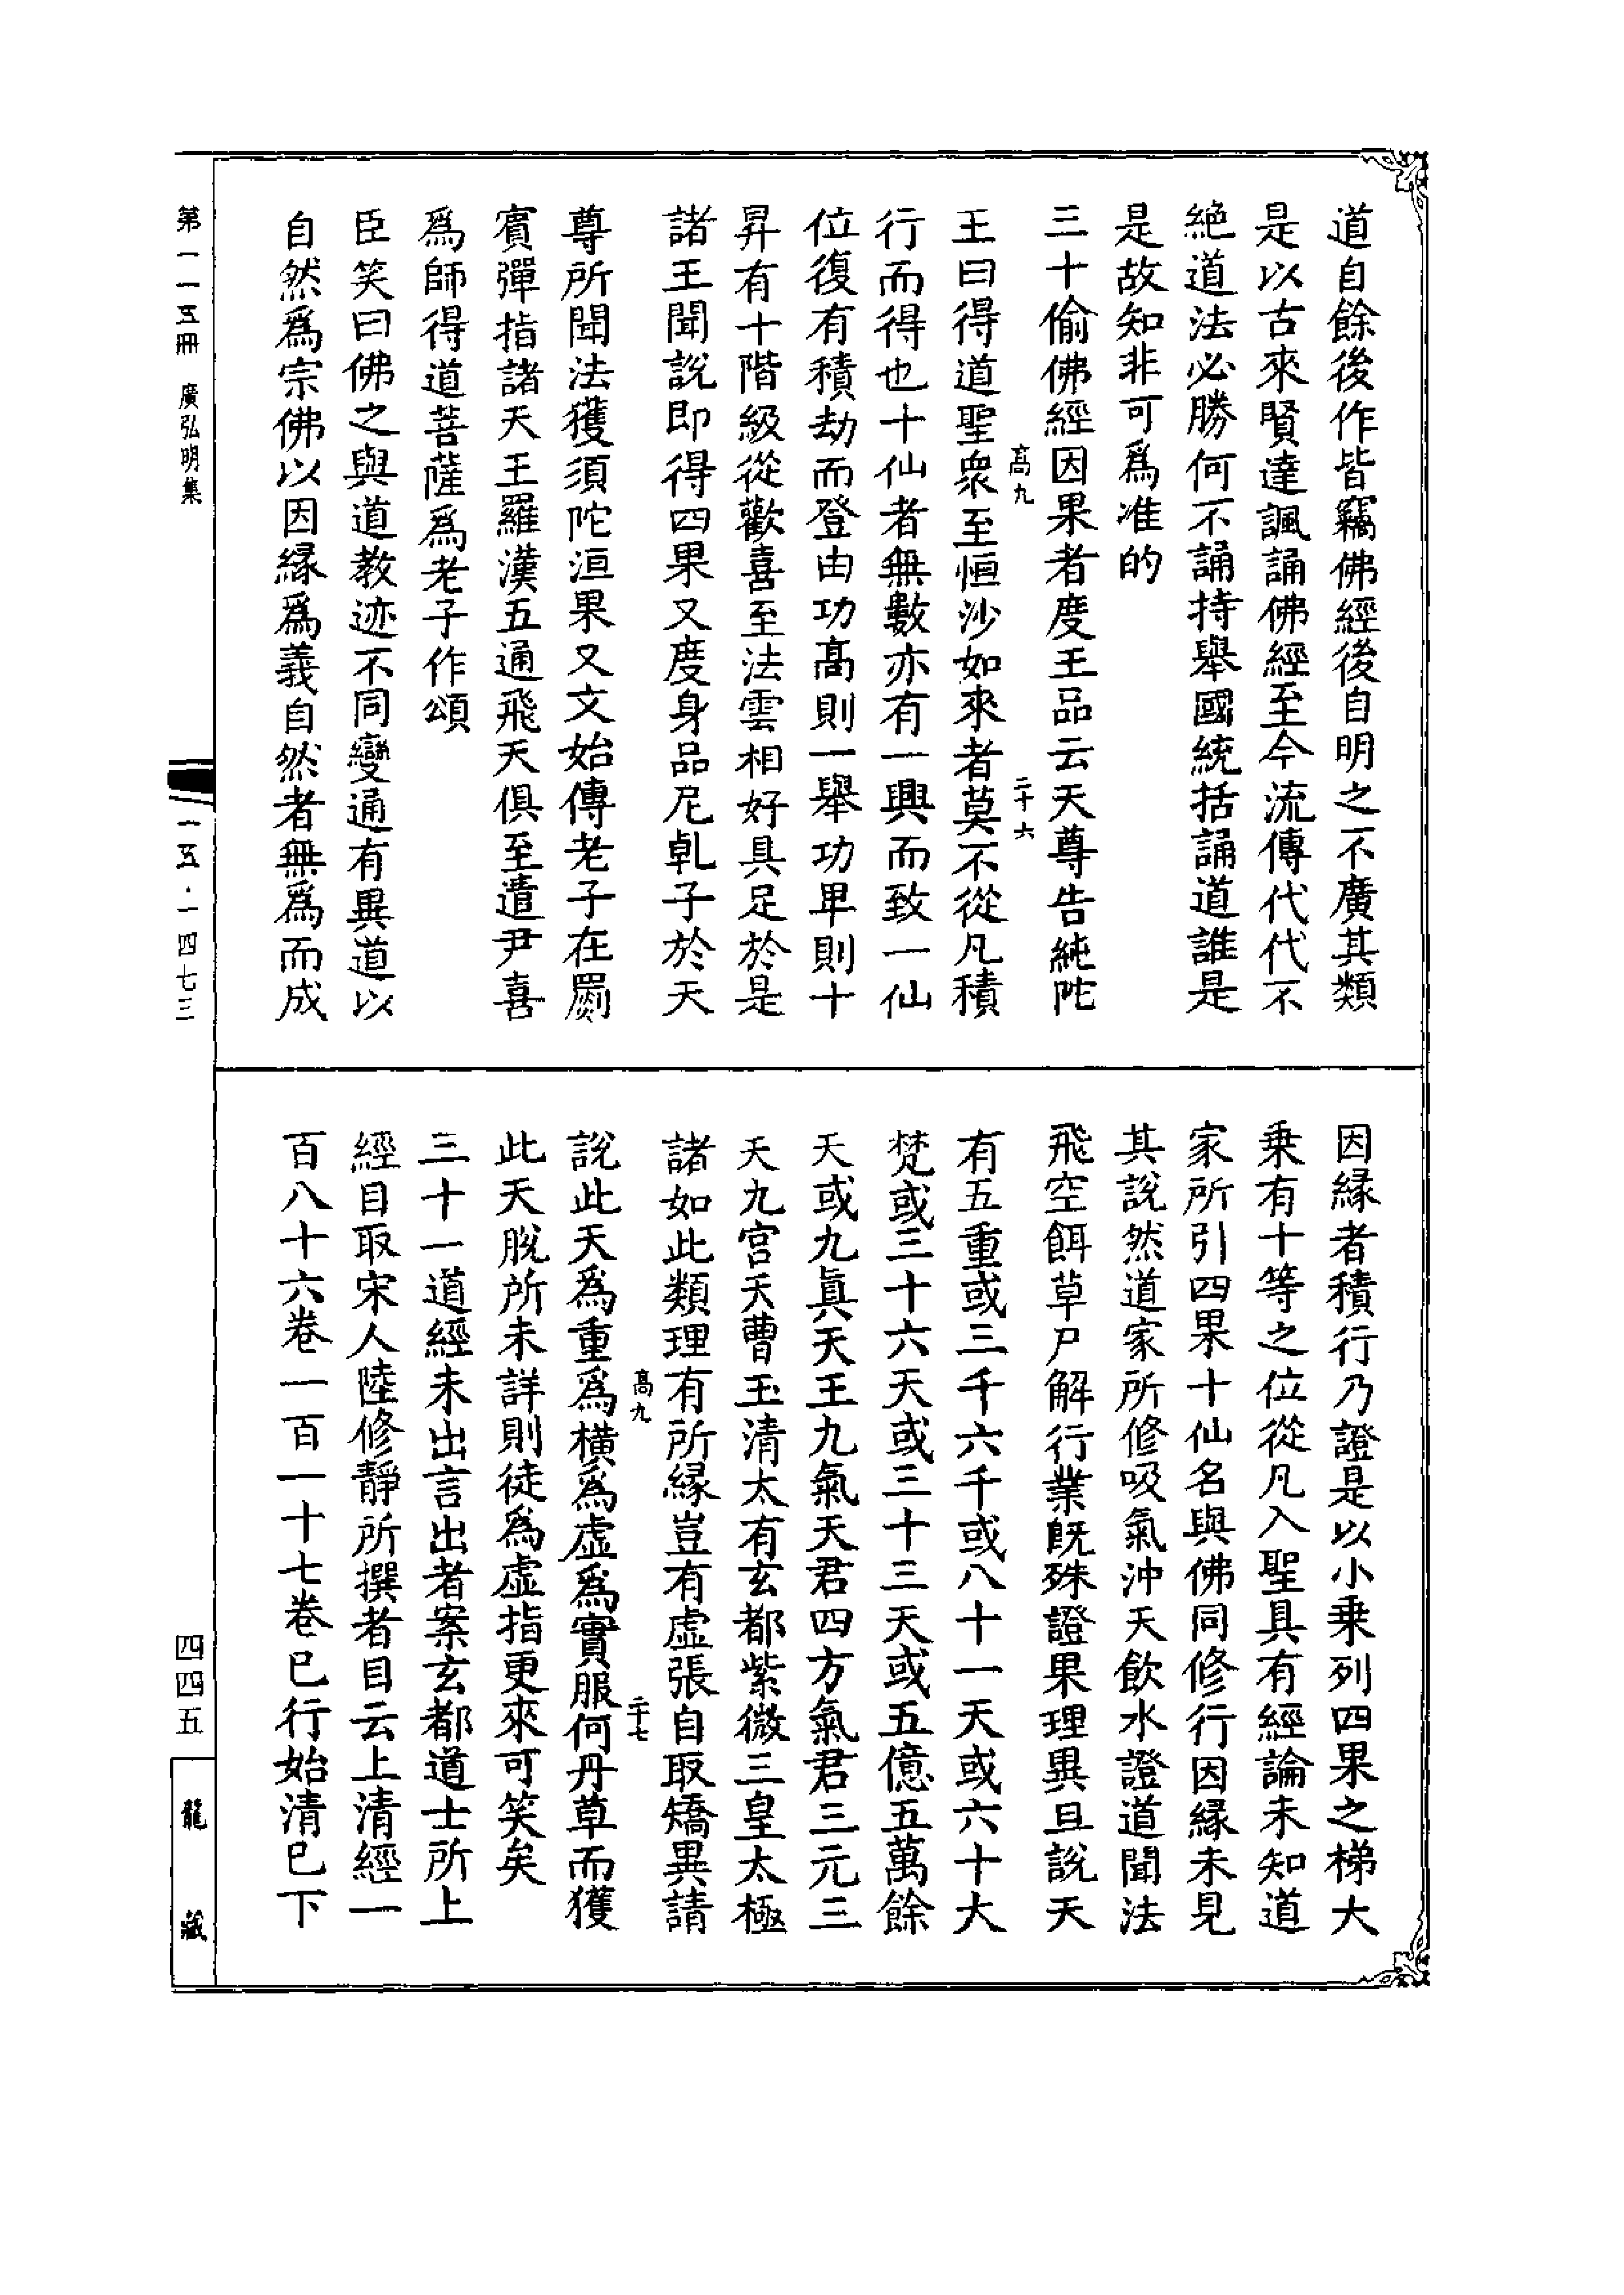 道自餘後作皆竊佛經後自明之不廣其類
是以古來賢達諷誦佛經至今流傳代代不
絕道法必勝何不誦持舉國統括誦道誰是
是故知非可爲准的
三十偷佛經因果者度王品云天尊告純陀
王曰得道聖衆至恒沙如來者莫不從凡積
高九
二十六
行而得也十仙者無數亦有一興而致一仙
位復有積劫而登由功髙則一舉功卑則十
昇有十階級從歡喜至法雲相好具足於是
諸王聞說即得四果又度身品尼乹子於天
尊所聞法獲須陀洹果又文始傳老子在罽
賓彈指諸天王羅漢五通飛天俱至遣尹喜
爲師得道菩薩爲老子作頌
臣笑曰佛之與道教迹不同變通有異道以
自然爲宗佛以因緣爲義自然者無爲而成
因緣者積行乃證是以小乗列四果之梯大
乗有十等之位從凡入聖具有經論未知道
家所引四果十仙名與佛同修行因緣未見
其說然道家所修吸氣沖天飲水證道聞法
飛空餌草尸解行業既殊證果理異且說天
有五重或三千六千或八十一天或六十大
梵或三十六天或三十三天或五億五萬餘
天或九眞天王九氣天君四方氣君三元三
天九宮天曹玉清太有玄都紫微三皇太極
諸如此類理有所緣豈有虛張自取矯異請
高九
二十七
說此天爲重爲橫爲虛爲實服何丹草而獲
此天脫所未詳則徒爲虛指更來可笑矣
三十一道經未出言出者案玄都道士所上
經目取宋人陸修靜所撰者目云上清經一
百八十六卷一百一十七卷已行始清已下
第一一五冊 廣弘明集
一一五·一四七三
四四五
龍藏